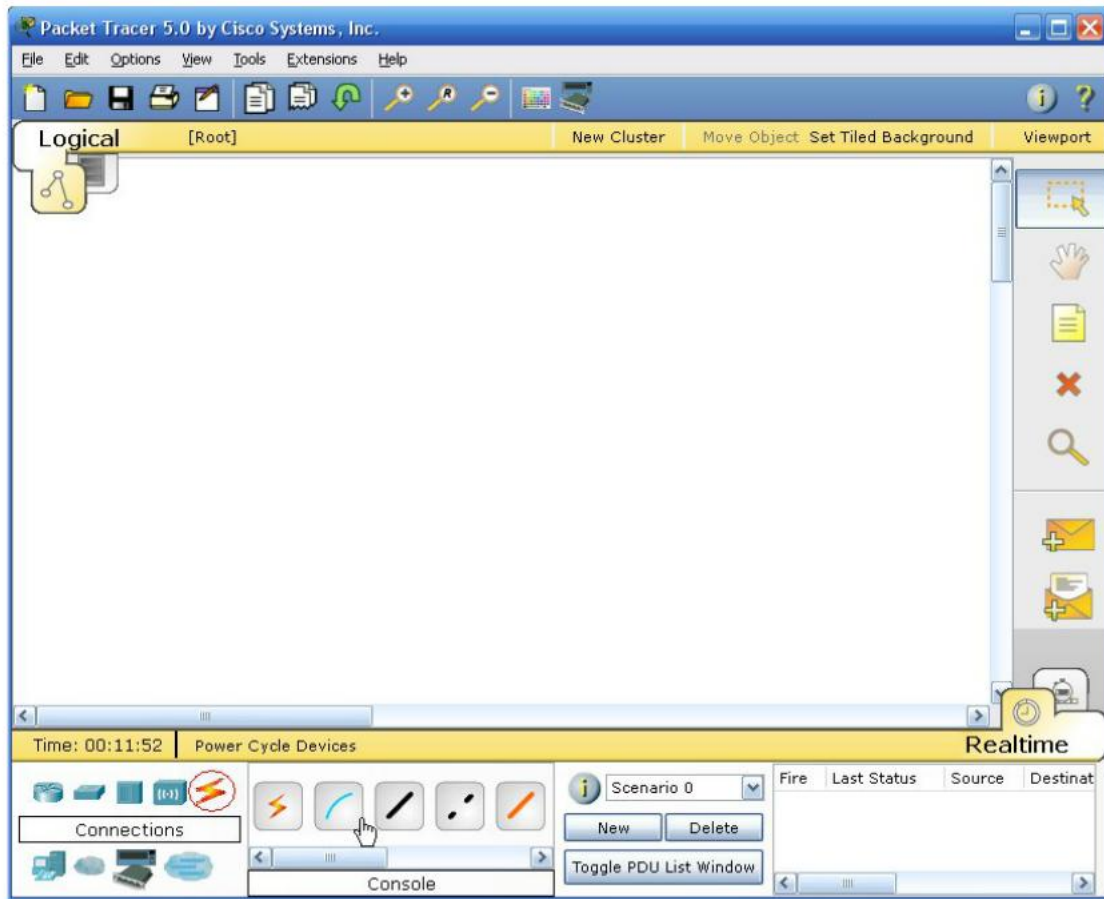 Packet Tracer 5.0 by Cisco Systems, Inc.
File Edit Options View Tools Extensions Help
Logical [Root] New Cluster Move Object Set Tiled Background Viewport
Time: 00:11:52 Power Cycle Devices Realtime
Connections
Console
Scenario 0
New Delete
Toggle PDU List Window
Fire Last Status Source Destinat